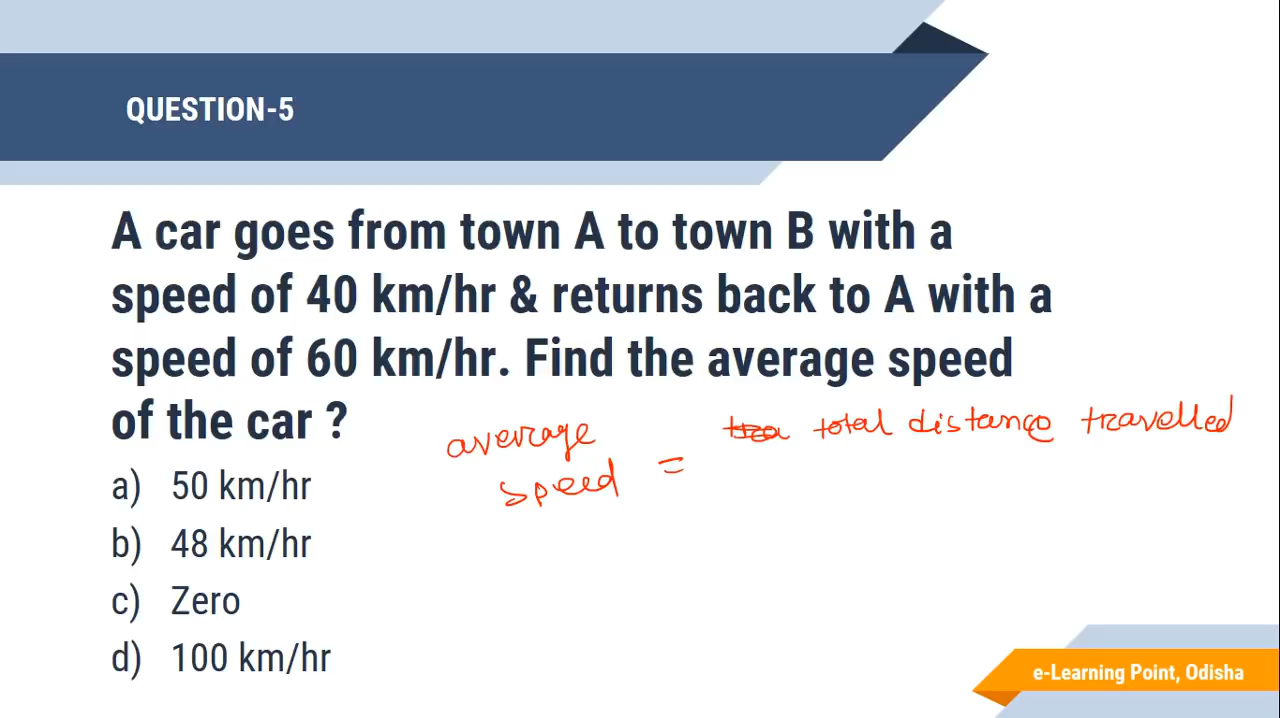 QUESTION-5
A car goes from town A to town B with a
speed of 40 km/hr & returns back to A with a
speed of 60 km/hr. Find the average speed
of the car ?
average
speed = total distance travelled
a) 50 km/hr
b) 48 km/hr
c) Zero
d) 100 km/hr
e-Learning Point, Odisha